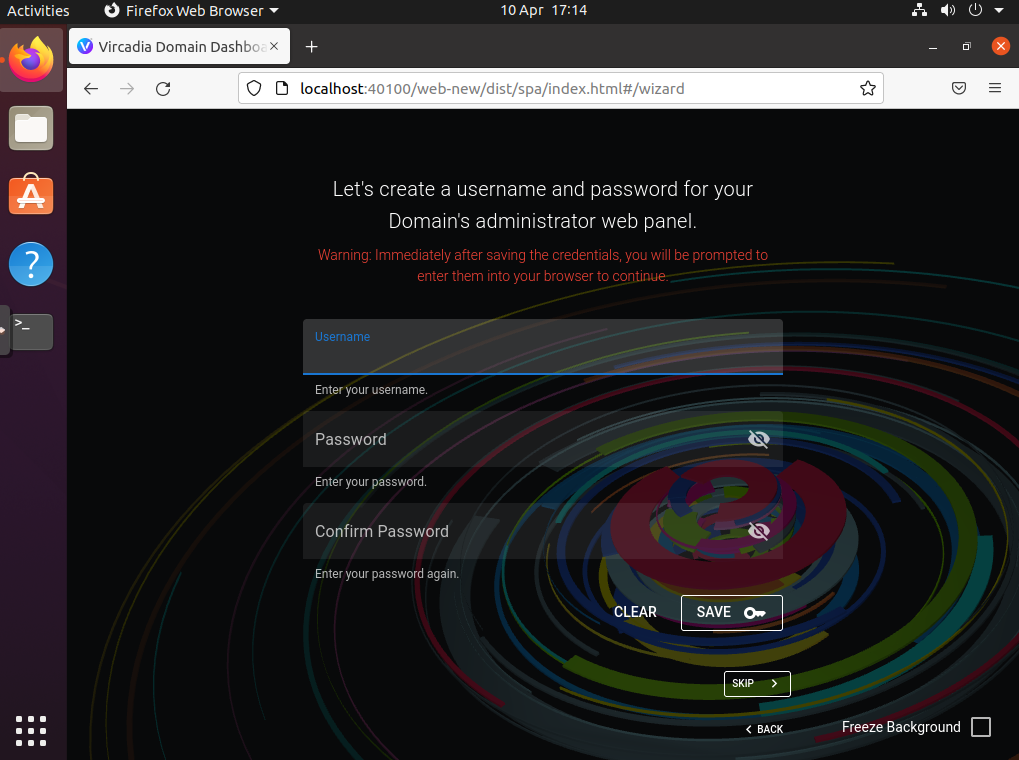 Activities
Firefox Web Browser
10 Apr 17:14
Vircadia Domain Dashboa
localhost:40100/web-new/dist/spa/index.html#/wizard
Let's create a username and password for your
Domain's administrator web panel.
Warning: Immediately after saving the credentials, you will be prompted to
enter them into your browser to continue.
Username
Enter your username.
Password
Enter your password.
Confirm Password
Enter your password again.
CLEAR
SAVE
SKIP
BACK
Freeze Background